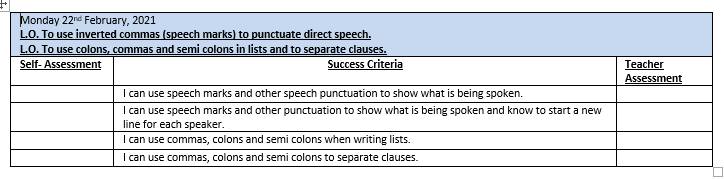 Monday 22nd February, 2021
L.O. To use inverted commas (speech marks) to punctuate direct speech.
L.O. To use colons, commas and semi colons in lists and to separate clauses.
Self- Assessment
Success Criteria
Teacher
Assessment
I can use speech marks and other speech punctuation to show what is being spoken.
I can use speech marks and other punctuation to show what is being spoken and know to start a new
line for each speaker.
I can use commas, colons and semi colons when writing lists.
I can use commas, colons and semi colons to separate clauses.